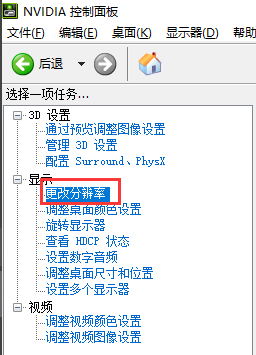 NVIDIA 控制面板
文件(F) 编辑(E) 桌面(K) 显示器(D) 帮助
后退
选择一项任务...
3D 设置
通过预览调整图像设置
管理 3D 设置
配置 Surround、PhysX
显示
更改分辨率
调整桌面颜色设置
旋转显示器
查看 HDCP 状态
设置数字音频
调整桌面尺寸和位置
设置多个显示器
视频
调整视频颜色设置
调整视频图像设置